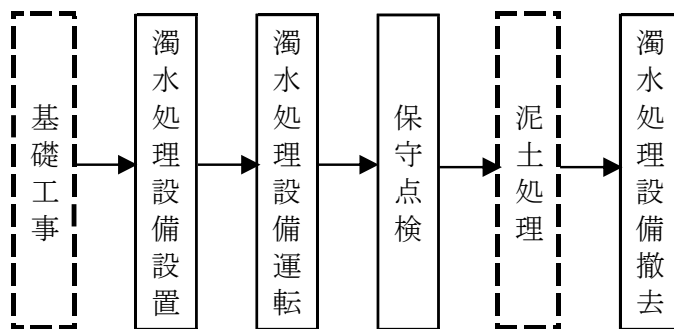 基礎工事
濁水処理設備設置
濁水処理設備運転
保守点検
泥土処理
濁水処理設備撤去